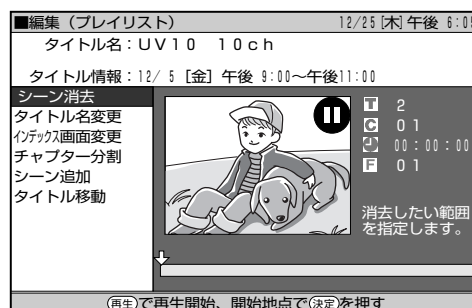 ■編集（プレイリスト） 12/25[木]午後 6:05
タイトル名：UV10 10ch
タイトル情報：12/ 5 [金] 午後 9:00～午後11:00
シーン消去
タイトル名変更
インデックス画面変更
チャプター分割
シーン追加
タイトル移動
T 2
C 01
00：00：00
F 01
消去したい範囲
を指定します。
再生で再生開始、開始地点で決定を押す